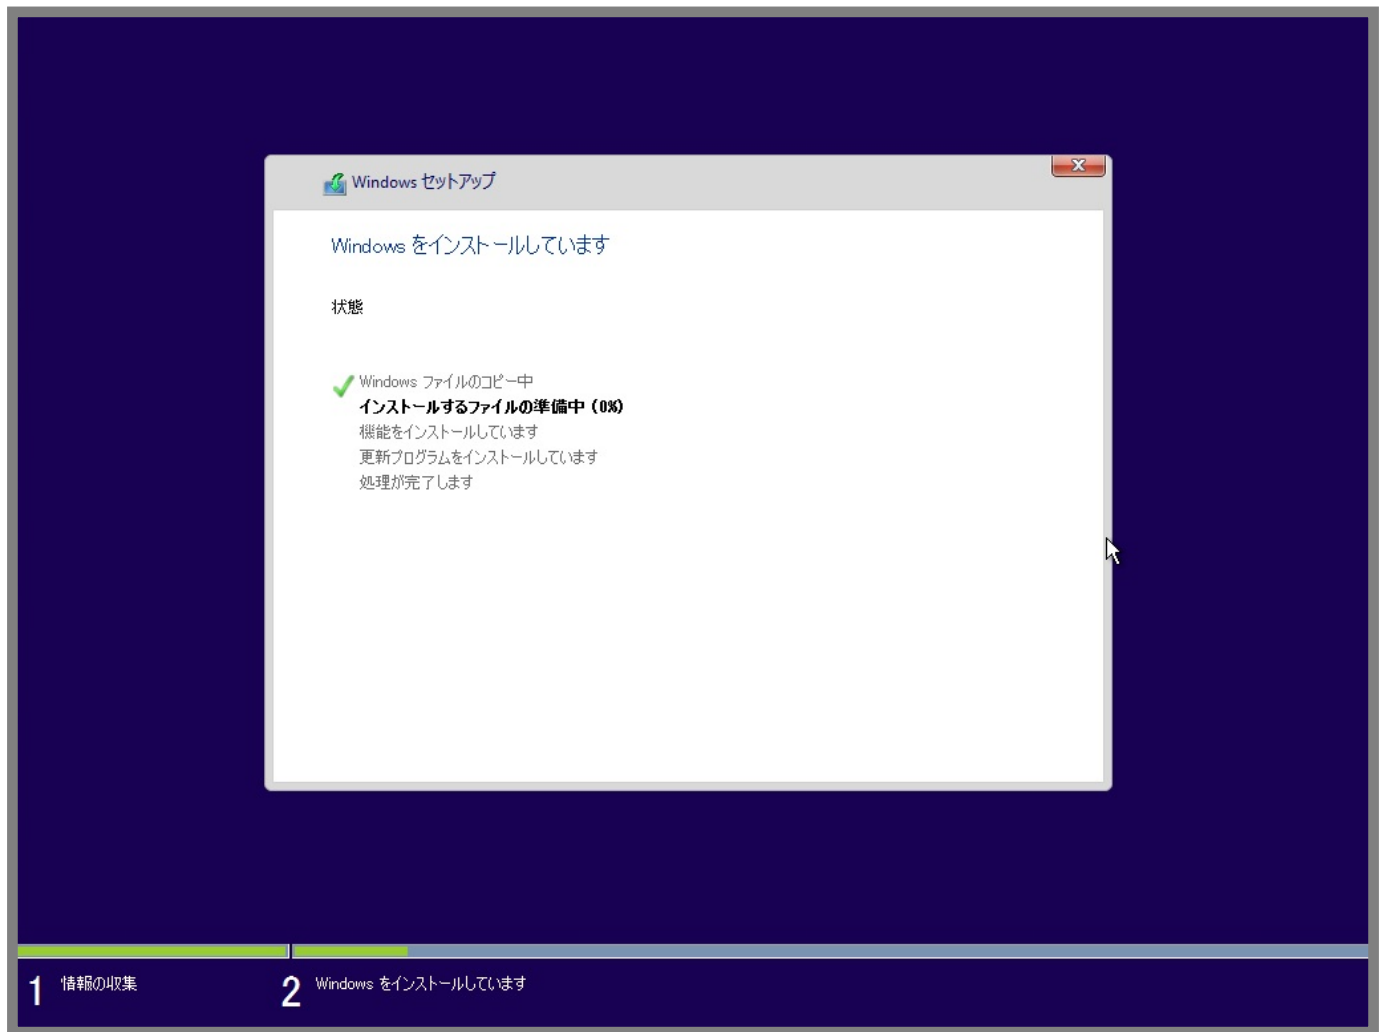 Windows セットアップ
Windows をインストールしています
状態
Windows ファイルのコピー中
インストールするファイルの準備中 (0%)
機能をインストールしています
更新プログラムをインストールしています
処理が完了します
1 情報の収集
2 Windows をインストールしています